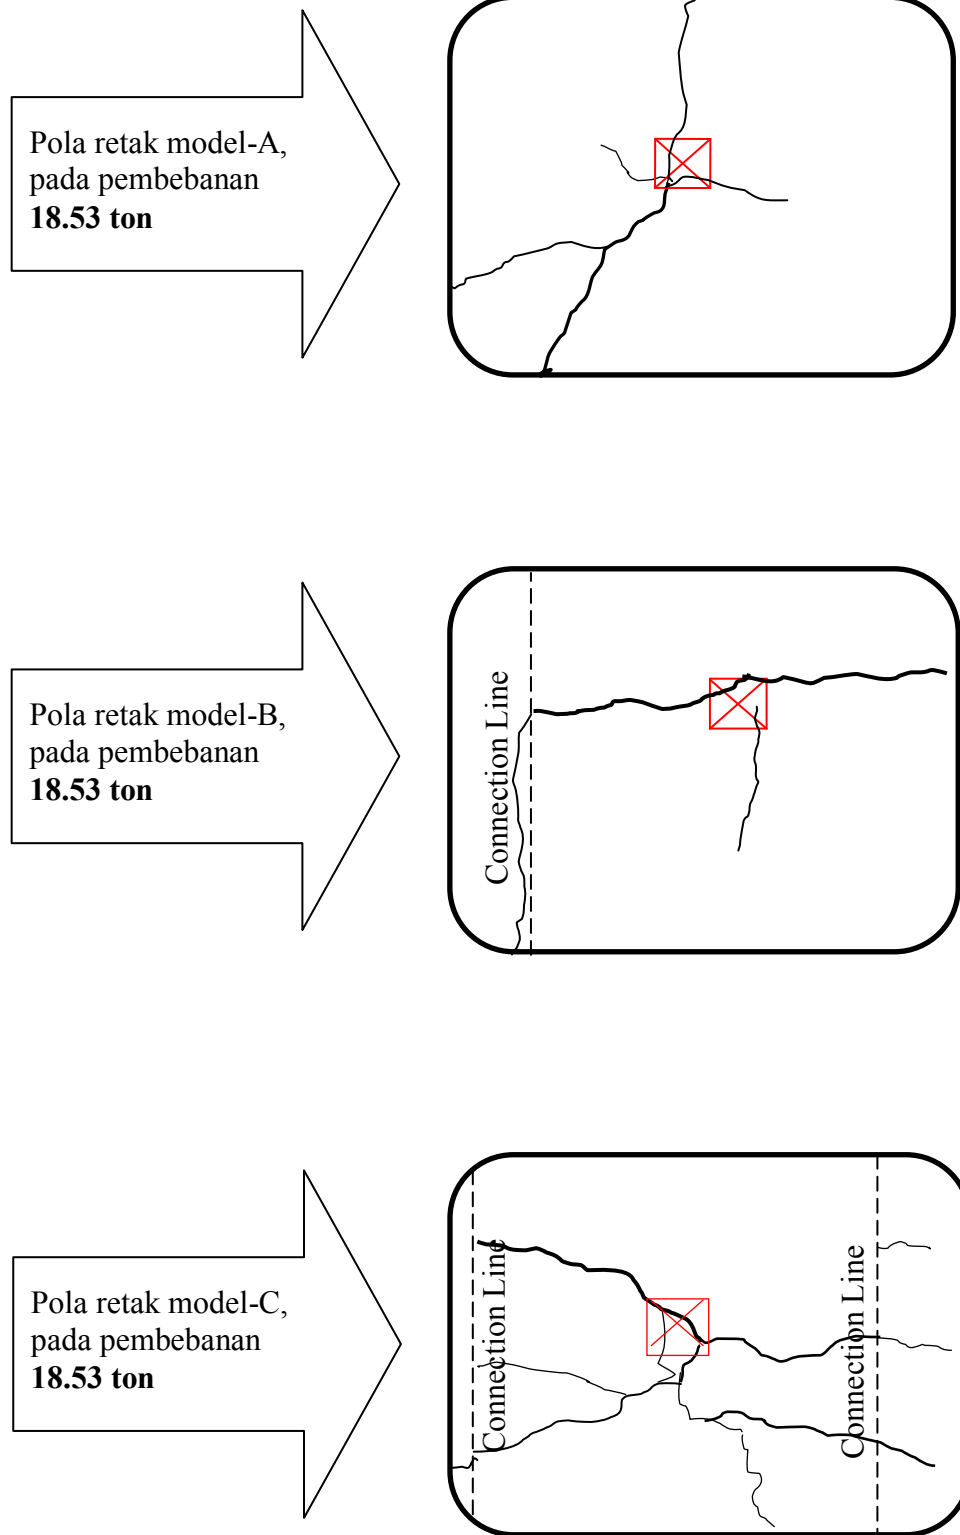 Pola retak model-A,
pada pembebanan
18.53 ton
Pola retak model-B,
pada pembebanan
18.53 ton
Connection Line
Pola retak model-C,
pada pembebanan
18.53 ton
Connection Line
Connection Line